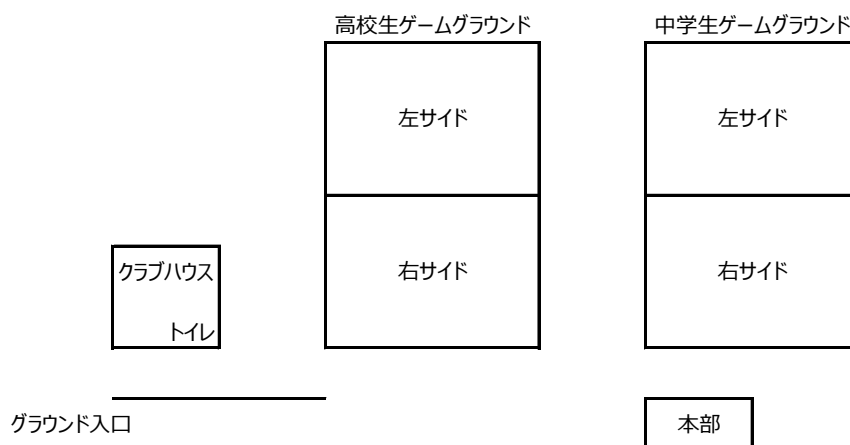 高校生ゲームグラウンド
中学生ゲームグラウンド
左サイド
左サイド
クラブハウス
右サイド
右サイド
トイレ
グラウンド入口
本部